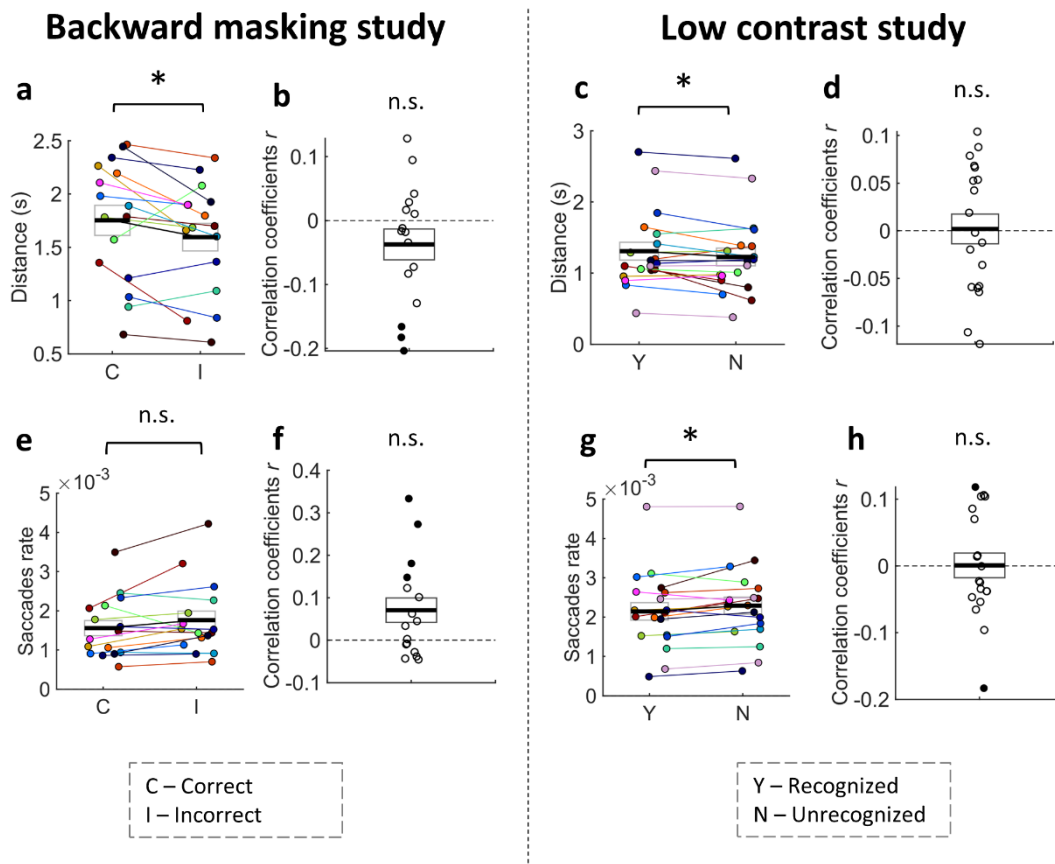 Backward masking study
Low contrast study
a
*
b
n.s.
c
*
d
n.s.
Distance (s)
2.5
2
1.5
1
0.5
C
I
Correlation coefficients r
0.1
0
-0.1
-0.2
Distance (s)
3
2
1
0
Y
N
Correlation coefficients r
0.1
0.05
0
-0.05
-0.1
e
n.s.
f
n.s.
g
*
h
n.s.
Saccades rate
×10⁻³
5
4
3
2
1
0
C
I
Correlation coefficients r
0.4
0.3
0.2
0.1
0
-0.1
Saccades rate
×10⁻³
5
4
3
2
1
0
Y
N
Correlation coefficients r
0.1
0
-0.1
-0.2
C – Correct
I – Incorrect
Y – Recognized
N – Unrecognized